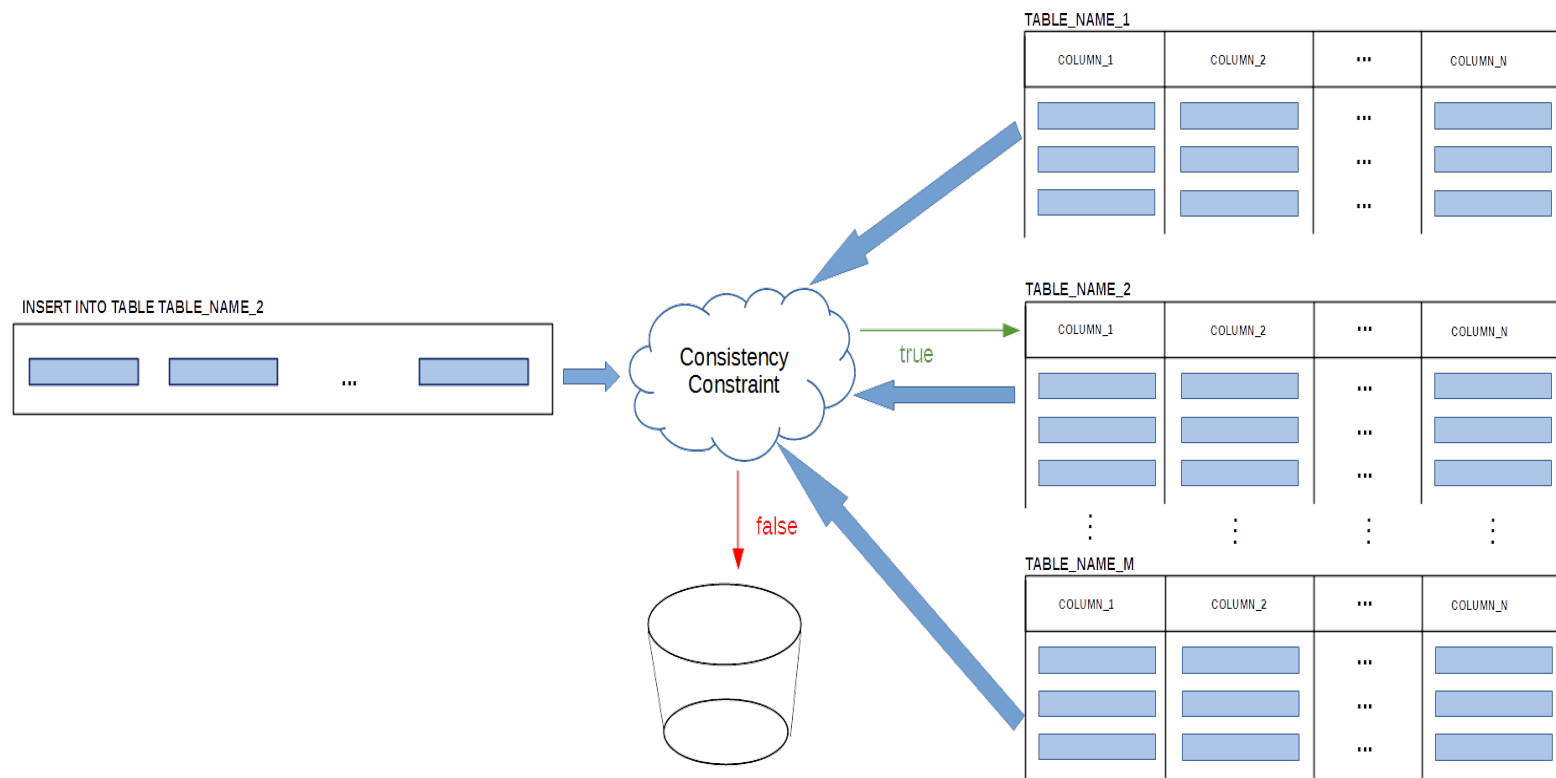 TABLE_NAME_1
COLUMN_1 COLUMN_2 ... COLUMN_N
...
...
...
INSERT INTO TABLE TABLE_NAME_2
...
Consistency
Constraint
true
false
TABLE_NAME_2
COLUMN_1 COLUMN_2 ... COLUMN_N
...
...
...
TABLE_NAME_M
COLUMN_1 COLUMN_2 ... COLUMN_N
...
...
...